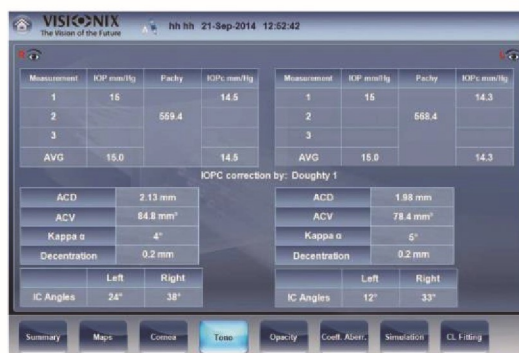 VISIONIX
The Vision of the Future
hh hh 21-Sep-2014 12:52:42
R L
Measurement IOP mm/Hg Pachy IOPc mm/Hg Measurement IOP mm/Hg Pachy IOPc mm/Hg
1 15 14.5 1 15 14.3
2 559.4 2 568.4
3 3
AVG 15.0 14.5 AVG 15.0 14.3
IOPC correction by: Doughty 1
ACD 2.13 mm ACD 1.98 mm
ACV 84.8 mm³ ACV 78.4 mm³
Kappa α 4° Kappa α 5°
Decentration 0.2 mm Decentration 0.2 mm
Left Right Left Right
IC Angles 24° 38° IC Angles 12° 33°
Summary Maps Cornea Tono Opacity Coeff. Aberr. Simulation CL Fitting